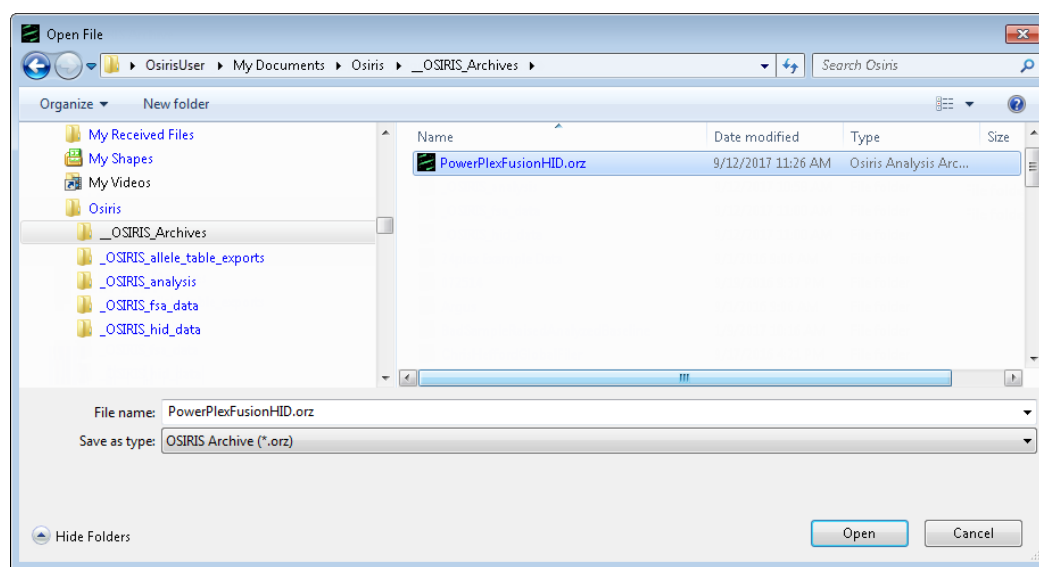 Open File
OsirisUser ▸ My Documents ▸ Osiris ▸ __OSIRIS_Archives ▸
Search Osiris
Organize New folder
Name Date modified Type Size
My Received Files
My Shapes
My Videos
Osiris
__OSIRIS_Archives
_OSIRIS_allele_table_exports
_OSIRIS_analysis
_OSIRIS_fsa_data
_OSIRIS_hid_data
PowerPlexFusionHID.orz 9/12/2017 11:26 AM Osiris Analysis Arc...
File name: PowerPlexFusionHID.orz
Save as type: OSIRIS Archive (*.orz)
Hide Folders
Open Cancel